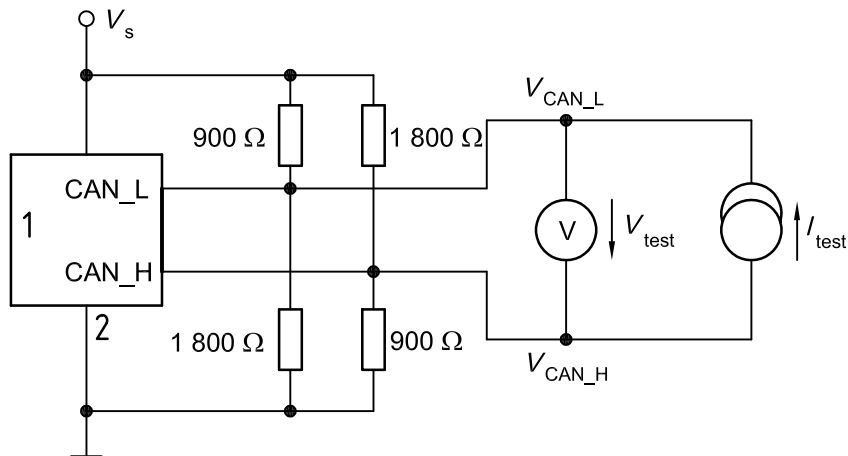 V_s
900 Ω
1 800 Ω
V_CAN_L
CAN_L
1
V
V_test
I_test
CAN_H
2
1 800 Ω
900 Ω
V_CAN_H